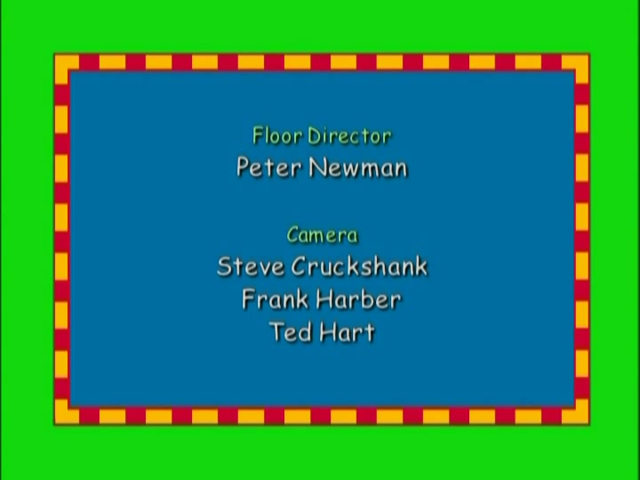 Floor Director
Peter Newman
Camera
Steve Cruckshank
Frank Harber
Ted Hart